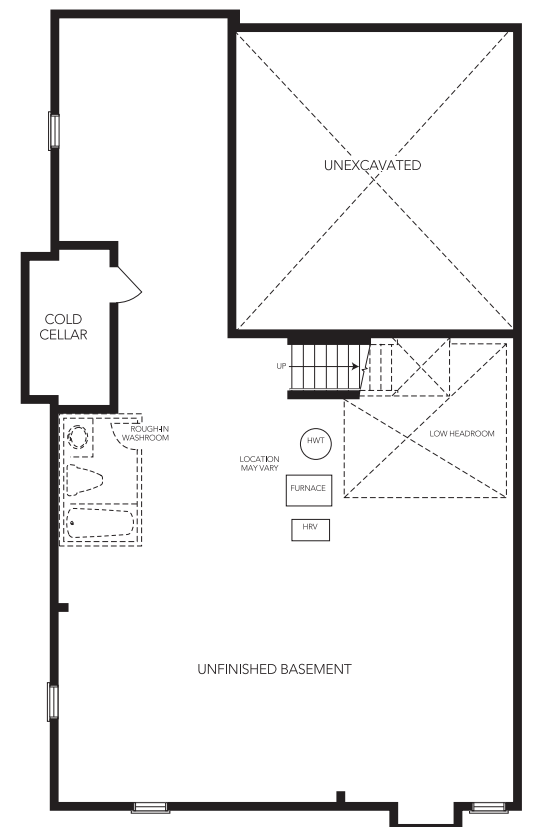 UNEXCAVATED
COLD
CELLAR
UP
ROUGH-IN
WASHROOM
HWT
LOW HEADROOM
LOCATION
MAY VARY
FURNACE
HRV
UNFINISHED BASEMENT